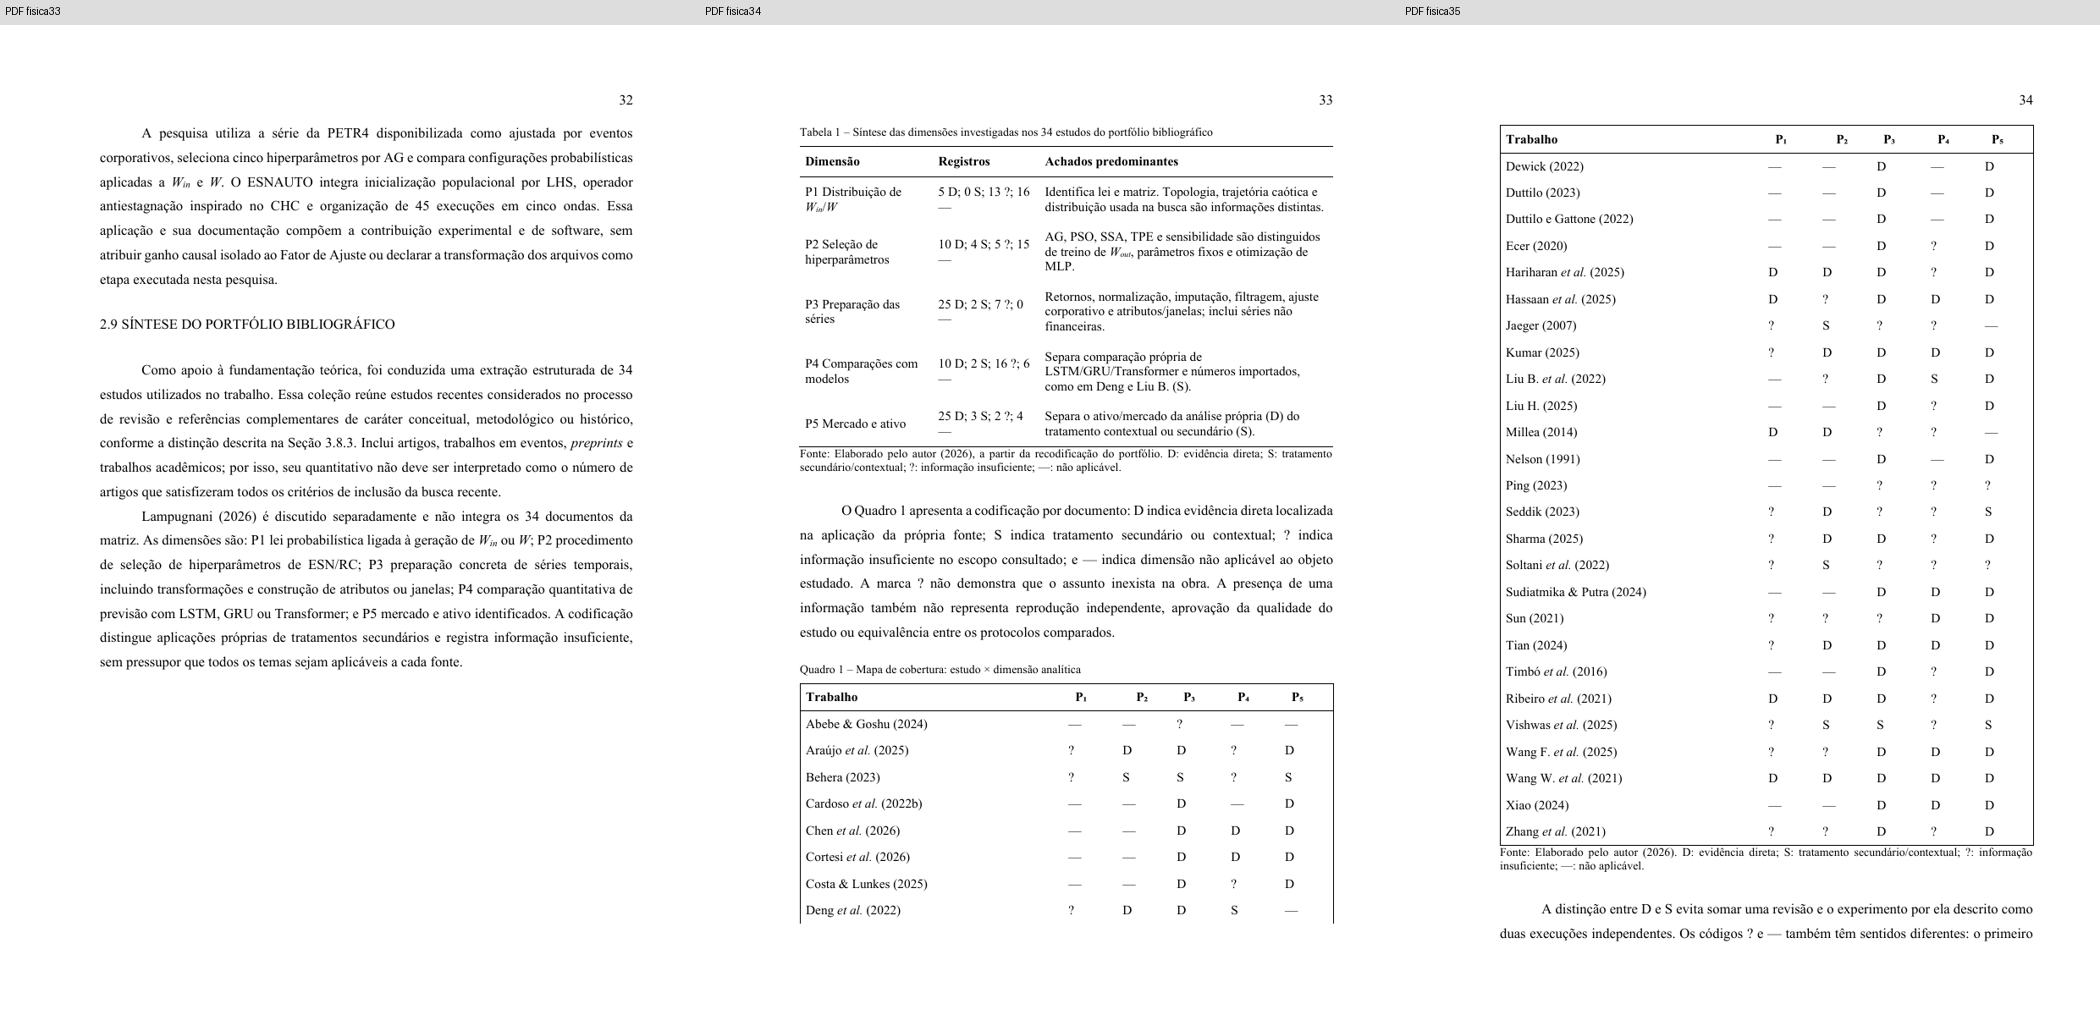 PDF fisica33
PDF fisica34
PDF fisica35
32
A pesquisa utiliza a série da PETR4 disponibilizada como ajustada por eventos
corporativos, seleciona cinco hiperparâmetros por AG e compara configurações probabilísticas
aplicadas a Win e W. O ESNAUTO integra inicialização populacional por LHS, operador
antiestagnação inspirado no CHC e organização de 45 execuções em cinco ondas. Essa
aplicação e sua documentação compõem a contribuição experimental e de software, sem
atribuir ganho causal isolado ao Fator de Ajuste ou declarar a transformação dos arquivos como
etapa executada nesta pesquisa.
2.9 SÍNTESE DO PORTFÓLIO BIBLIOGRÁFICO
Como apoio à fundamentação teórica, foi conduzida uma extração estruturada de 34
estudos utilizados no trabalho. Essa coleção reúne estudos recentes considerados no processo
de revisão e referências complementares de caráter conceitual, metodológico ou histórico,
conforme a distinção descrita na Seção 3.8.3. Inclui artigos, trabalhos em eventos, preprints e
trabalhos acadêmicos; por isso, seu quantitativo não deve ser interpretado como o número de
artigos que satisfizeram todos os critérios de inclusão da busca recente.
Lampugnani (2026) é discutido separadamente e não integra os 34 documentos da
matriz. As dimensões são: P1 lei probabilística ligada à geração de Win ou W; P2 procedimento
de seleção de hiperparâmetros de ESN/RC; P3 preparação concreta de séries temporais,
incluindo transformações e construção de atributos ou janelas; P4 comparação quantitativa de
previsão com LSTM, GRU ou Transformer; e P5 mercado e ativo identificados. A codificação
distingue aplicações próprias de tratamentos secundários e registra informação insuficiente,
sem pressupor que todos os temas sejam aplicáveis a cada fonte.
33
Tabela 1 – Síntese das dimensões investigadas nos 34 estudos do portfólio bibliográfico
Dimensão Registros Achados predominantes
P1 Distribuição de 5 D; 0 S; 13 ?; 16 Identifica lei e matriz. Topologia, trajetória caótica e
Win/W — distribuição usada na busca são informações distintas.
P2 Seleção de 10 D; 4 S; 5 ?; 15 AG, PSO, SSA, TPE e sensibilidade são distinguidos
hiperparâmetros — de treino de Wout, parâmetros fixos e otimização de
MLP.
P3 Preparação das 25 D; 2 S; 7 ?; 0 Retornos, normalização, imputação, filtragem, ajuste
séries — corporativo e atributos/janelas; inclui séries não
financeiras.
P4 Comparações com 10 D; 2 S; 16 ?; 6 Separa comparação própria de
modelos — LSTM/GRU/Transformer e números importados,
como em Deng e Liu B. (S).
P5 Mercado e ativo 25 D; 3 S; 2 ?; 4 Separa o ativo/mercado da análise própria (D) do
— tratamento contextual ou secundário (S).
Fonte: Elaborado pelo autor (2026), a partir da recodificação do portfólio. D: evidência direta; S: tratamento
secundário/contextual; ?: informação insuficiente; —: não aplicável.
O Quadro 1 apresenta a codificação por documento: D indica evidência direta localizada
na aplicação da própria fonte; S indica tratamento secundário ou contextual; ? indica
informação insuficiente no escopo consultado; e — indica dimensão não aplicável ao objeto
estudado. A marca ? não demonstra que o assunto inexista na obra. A presença de uma
informação também não representa reprodução independente, aprovação da qualidade do
estudo ou equivalência entre os protocolos comparados.
Quadro 1 – Mapa de cobertura: estudo × dimensão analítica
Trabalho P₁ P₂ P₃ P₄ P₅
Abebe & Goshu (2024) — — ? — —
Araújo et al. (2025) ? D D ? D
Behera (2023) ? S S ? S
Cardoso et al. (2022b) — — D — D
Chen et al. (2026) — — D D D
Cortesi et al. (2026) — — D D D
Costa & Lunkes (2025) — — D ? D
Deng et al. (2022) ? D D S —
34
Trabalho P₁ P₂ P₃ P₄ P₅
Dewick (2022) — — D — D
Duttilo (2023) — — D — D
Duttilo e Gattone (2022) — — D — D
Ecer (2020) — — D ? D
Hariharan et al. (2025) D D D ? D
Hassaan et al. (2025) D ? D D D
Jaeger (2007) ? S ? ? —
Kumar (2025) ? D D D D
Liu B. et al. (2022) — ? D S D
Liu H. (2025) — — D ? D
Millea (2014) D D ? ? —
Nelson (1991) — — D — D
Ping (2023) — — ? ? ?
Seddik (2023) ? D ? ? S
Sharma (2025) ? D D ? D
Soltani et al. (2022) ? S ? ? ?
Sudiatmika & Putra (2024) — — D D D
Sun (2021) ? ? ? D D
Tian (2024) ? D D D D
Timbó et al. (2016) — — D ? D
Ribeiro et al. (2021) D D D ? D
Vishwas et al. (2025) ? S S ? S
Wang F. et al. (2025) ? ? D D D
Wang W. et al. (2021) D D D D D
Xiao (2024) — — D D D
Zhang et al. (2021) ? ? D ? D
Fonte: Elaborado pelo autor (2026). D: evidência direta; S: tratamento secundário/contextual; ?: informação
insuficiente; —: não aplicável.
A distinção entre D e S evita somar uma revisão e o experimento por ela descrito como
duas execuções independentes. Os códigos ? e — também têm sentidos diferentes: o primeiro